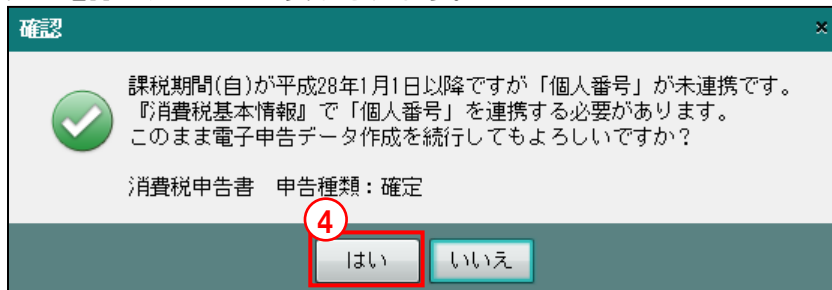 確認
×
課税期間(自)が平成28年1月1日以降ですが「個人番号」が未連携です。
『消費税基本情報』で「個人番号」を連携する必要があります。
このまま電子申告データ作成を続行してもよろしいですか？
消費税申告書　申告種類：確定
④
はい
いいえ